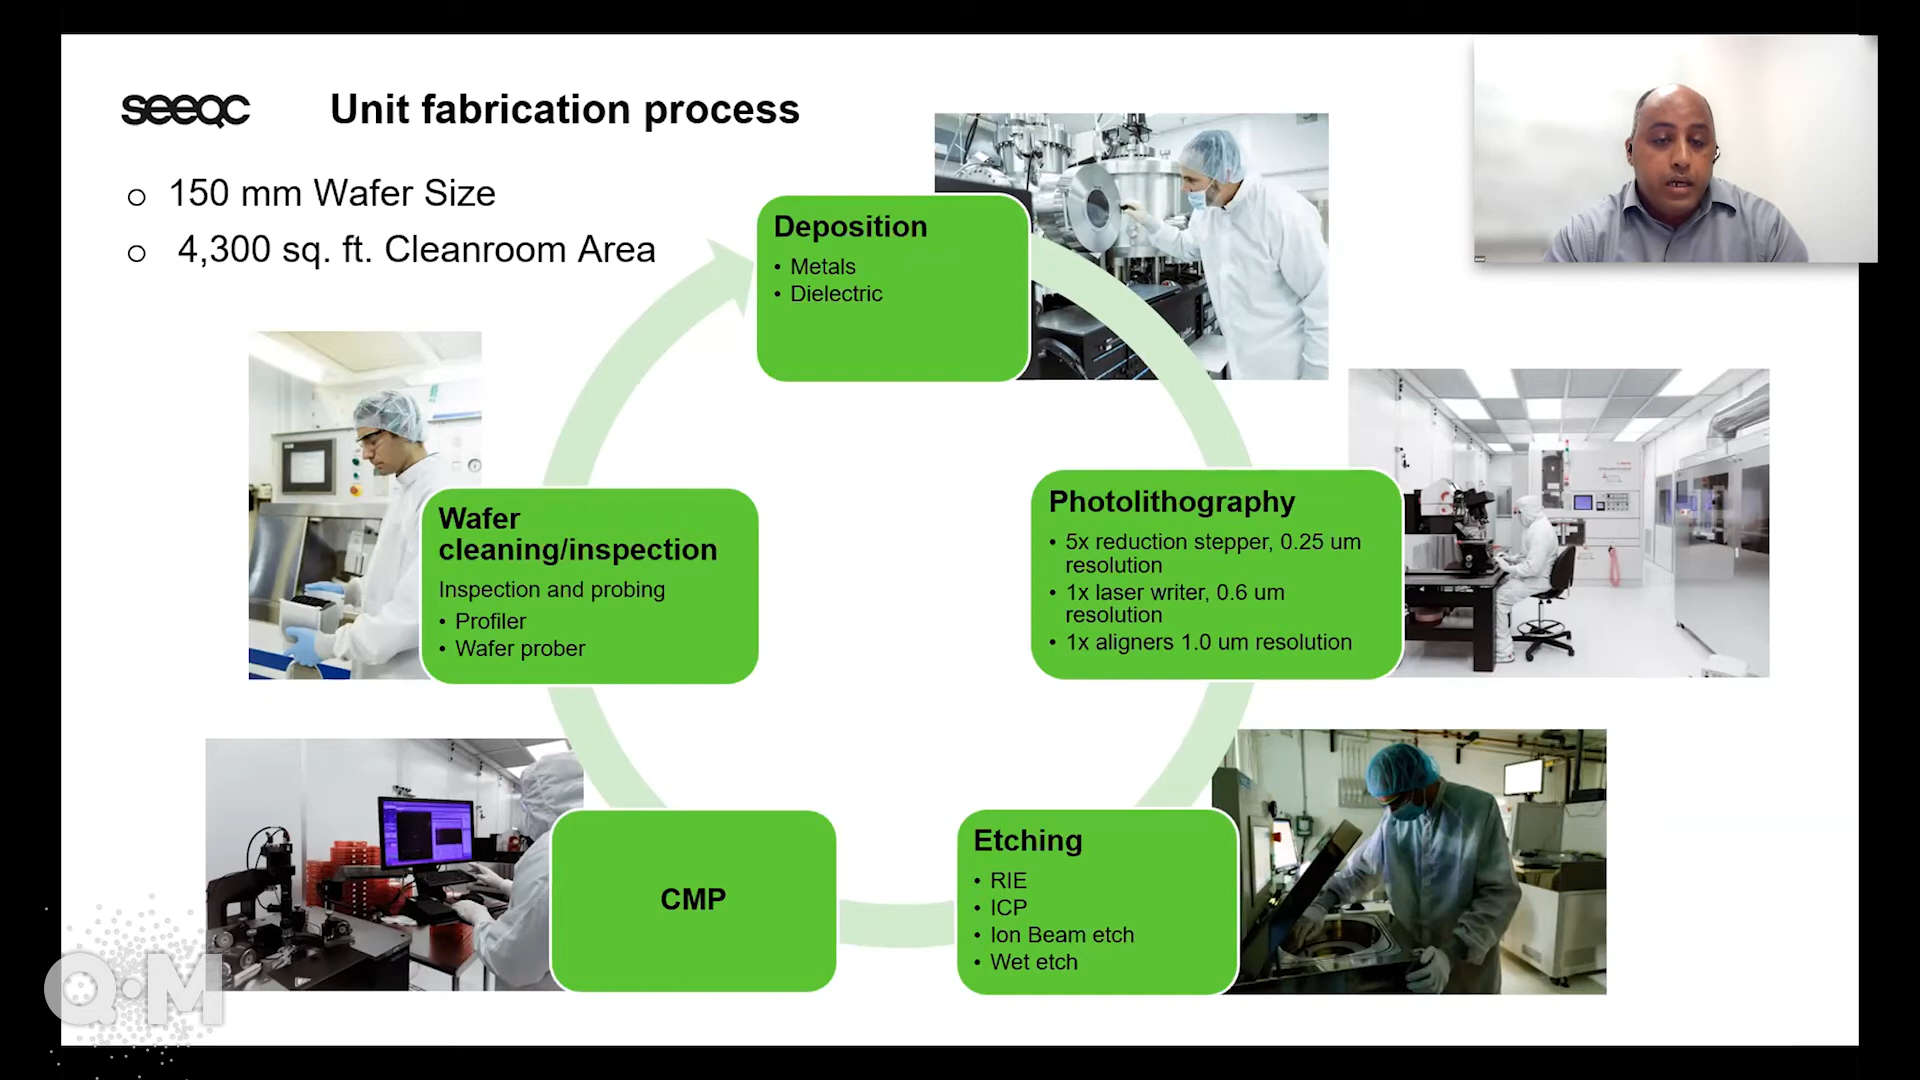 seeqc
Unit fabrication process
150 mm Wafer Size
4,300 sq. ft. Cleanroom Area
Deposition
• Metals
• Dielectric
Photolithography
• 5x reduction stepper, 0.25 um
resolution
• 1x laser writer, 0.6 um
resolution
• 1x aligners 1.0 um resolution
Etching
• RIE
• ICP
• Ion Beam etch
• Wet etch
CMP
Wafer
cleaning/inspection
Inspection and probing
• Profiler
• Wafer prober
Q·M